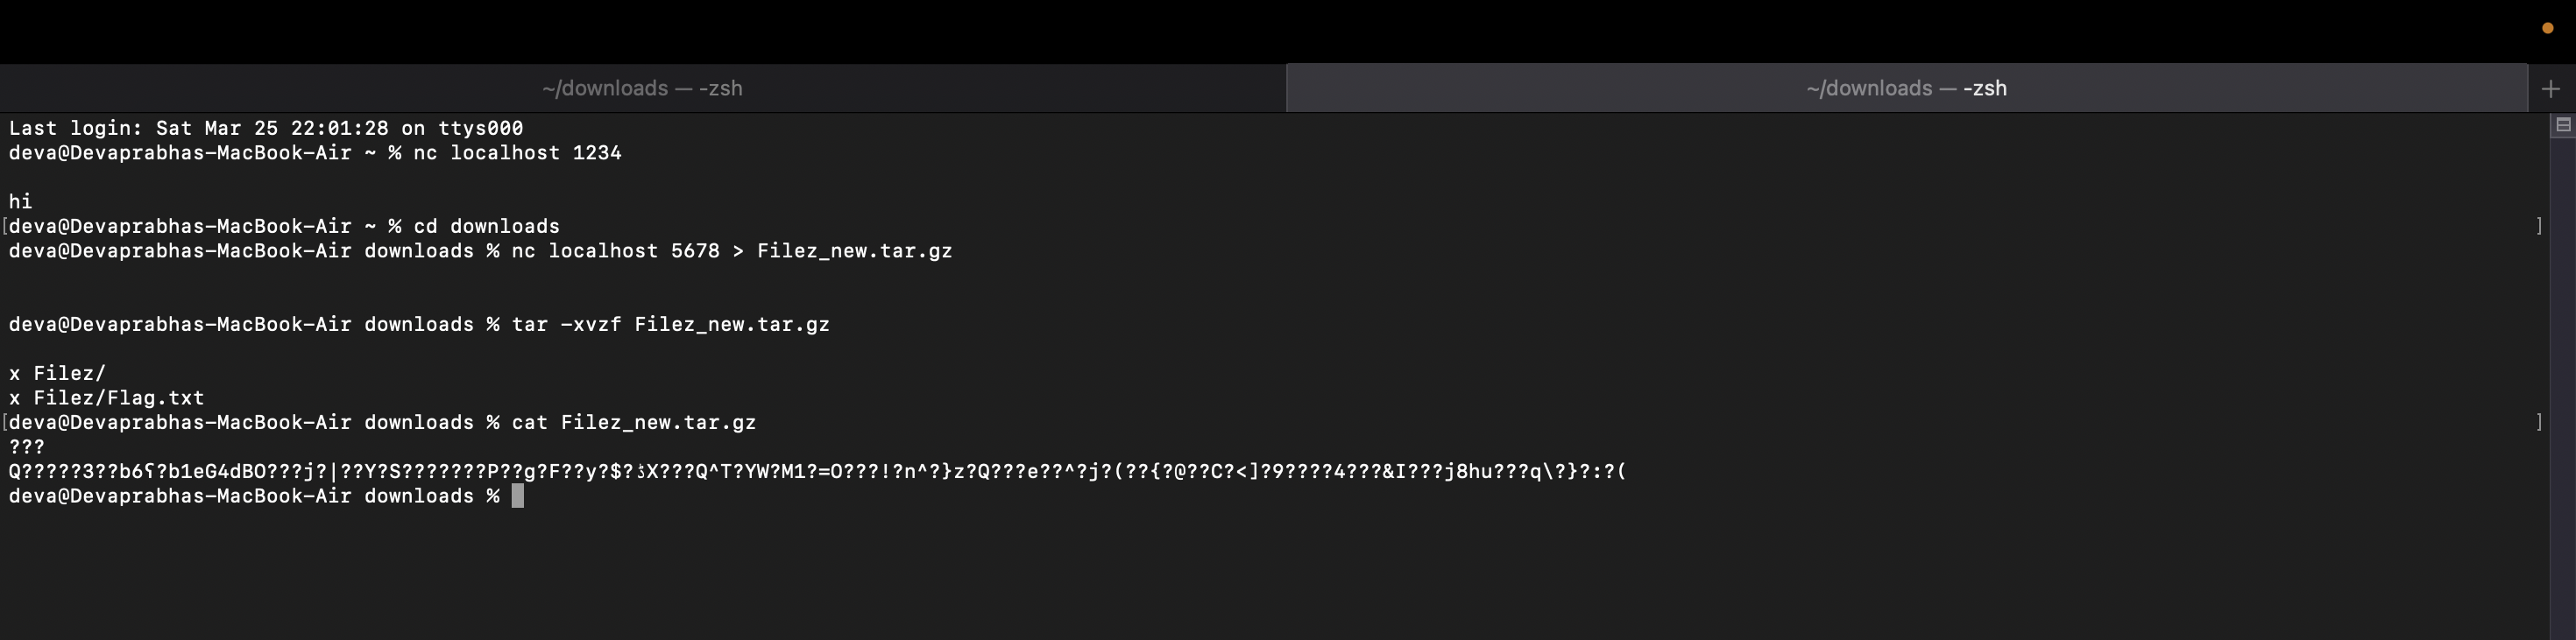 ~/downloads — -zsh
~/downloads — -zsh
Last login: Sat Mar 25 22:01:28 on ttys000
deva@Devaprabhas-MacBook-Air ~ % nc localhost 1234
hi
[deva@Devaprabhas-MacBook-Air ~ % cd downloads ]
deva@Devaprabhas-MacBook-Air downloads % nc localhost 5678 > Filez_new.tar.gz
deva@Devaprabhas-MacBook-Air downloads % tar -xvzf Filez_new.tar.gz
x Filez/
x Filez/Flag.txt
[deva@Devaprabhas-MacBook-Air downloads % cat Filez_new.tar.gz ]
???
Q?????3??b6ʕ?b1eG4dBO???j?|??Y?S???????P??g?F??y?$?ݿX???Q^T?YW?M1?=O???!?n^?}z?Q???e??^?j?(??{?@??C?<]?9????4???&I???j8hu???q\?}?:?(
deva@Devaprabhas-MacBook-Air downloads %